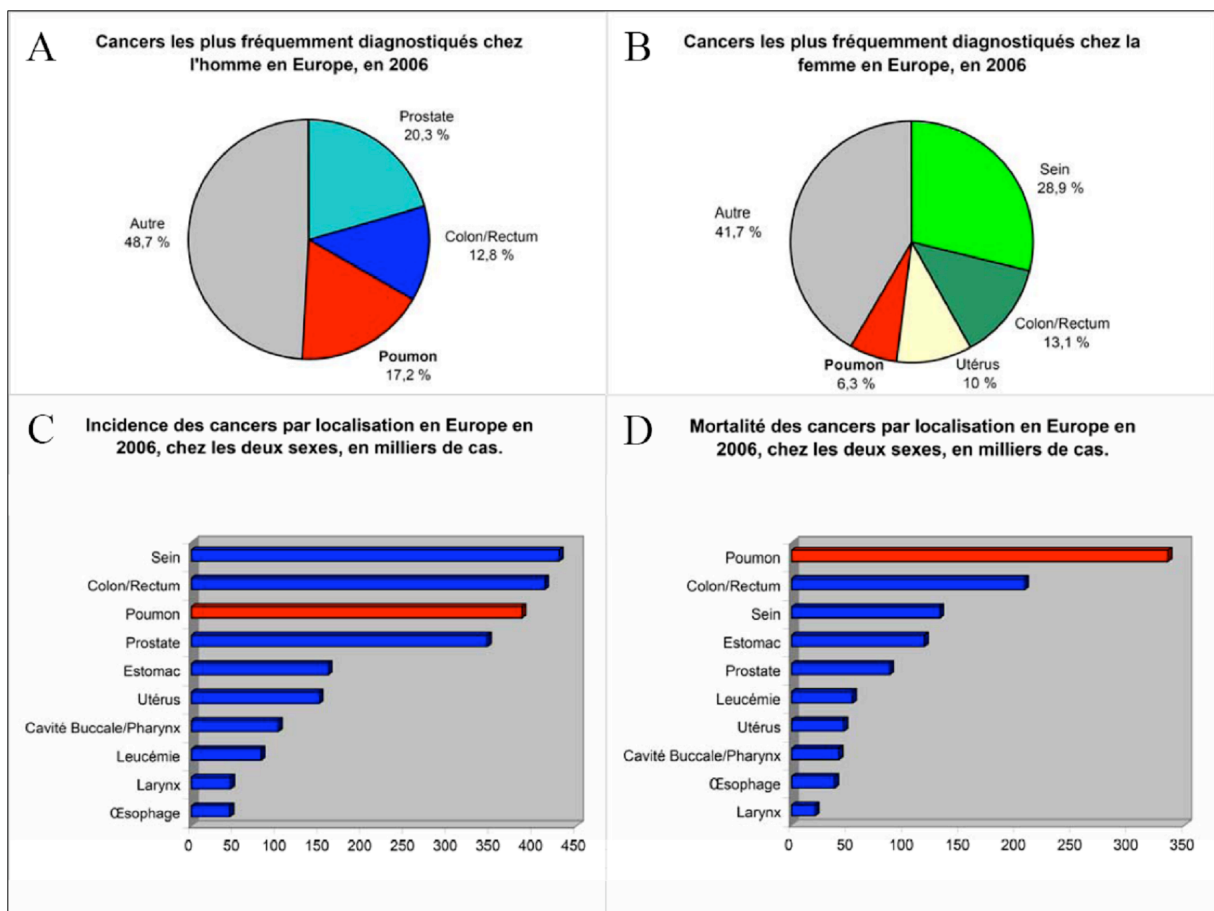 A
Cancers les plus fréquemment diagnostiqués chez
l'homme en Europe, en 2006
Prostate
20,3 %
Autre
48,7 %
Colon/Rectum
12,8 %
Poumon
17,2 %
B
Cancers les plus fréquemment diagnostiqués chez la
femme en Europe, en 2006
Sein
28,9 %
Autre
41,7 %
Colon/Rectum
13,1 %
Poumon
6,3 %
Utérus
10 %
C
Incidence des cancers par localisation en Europe en
2006, chez les deux sexes, en milliers de cas.
Sein
Colon/Rectum
Poumon
Prostate
Estomac
Utérus
Cavité Buccale/Pharynx
Leucémie
Larynx
Œsophage
0 50 100 150 200 250 300 350 400 450
D
Mortalité des cancers par localisation en Europe en
2006, chez les deux sexes, en milliers de cas.
Poumon
Colon/Rectum
Sein
Estomac
Prostate
Leucémie
Utérus
Cavité Buccale/Pharynx
Œsophage
Larynx
0 50 100 150 200 250 300 350